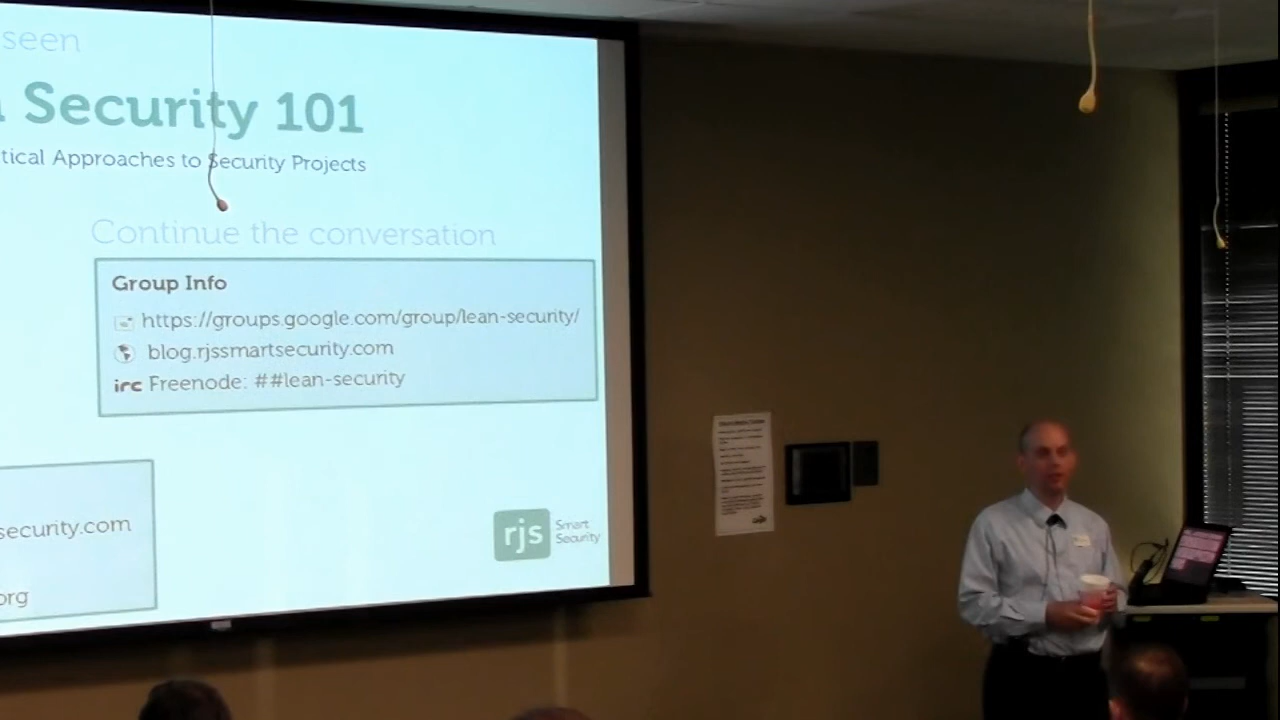 seen
Security 101
tical Approaches to Security Projects
Continue the conversation
Group Info
https://groups.google.com/group/lean-security/
blog.rjssmartsecurity.com
irc Freenode: ##lean-security
security.com
org
rjs
Smart
Security